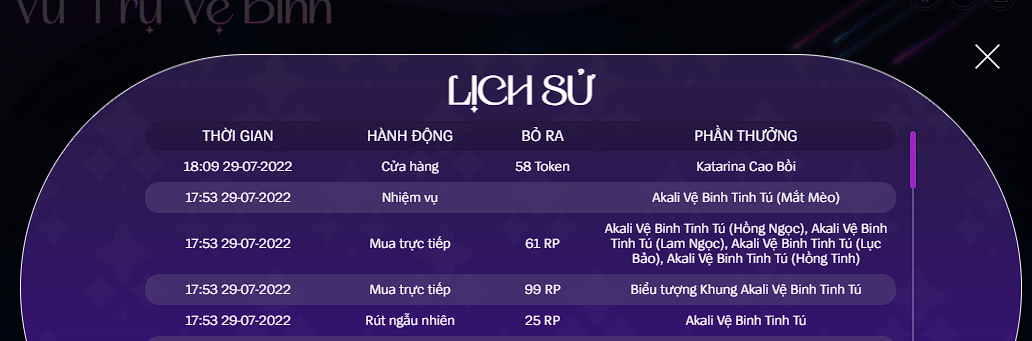 Vũ Trụ Vệ Binh
LỊCH SỬ
THỜI GIAN HÀNH ĐỘNG BỎ RA PHẦN THƯỞNG
18:09 29-07-2022 Cửa hàng 58 Token Katarina Cao Bồi
17:53 29-07-2022 Nhiệm vụ Akali Vệ Binh Tinh Tú (Mắt Mèo)
Akali Vệ Binh Tinh Tú (Hồng Ngọc), Akali Vệ Binh
17:53 29-07-2022 Mua trực tiếp 61 RP Tinh Tú (Lam Ngọc), Akali Vệ Binh Tinh Tú (Lục
Bảo), Akali Vệ Binh Tinh Tú (Hồng Tinh)
17:53 29-07-2022 Mua trực tiếp 99 RP Biểu tượng Khung Akali Vệ Binh Tinh Tú
17:53 29-07-2022 Rút ngẫu nhiên 25 RP Akali Vệ Binh Tinh Tú